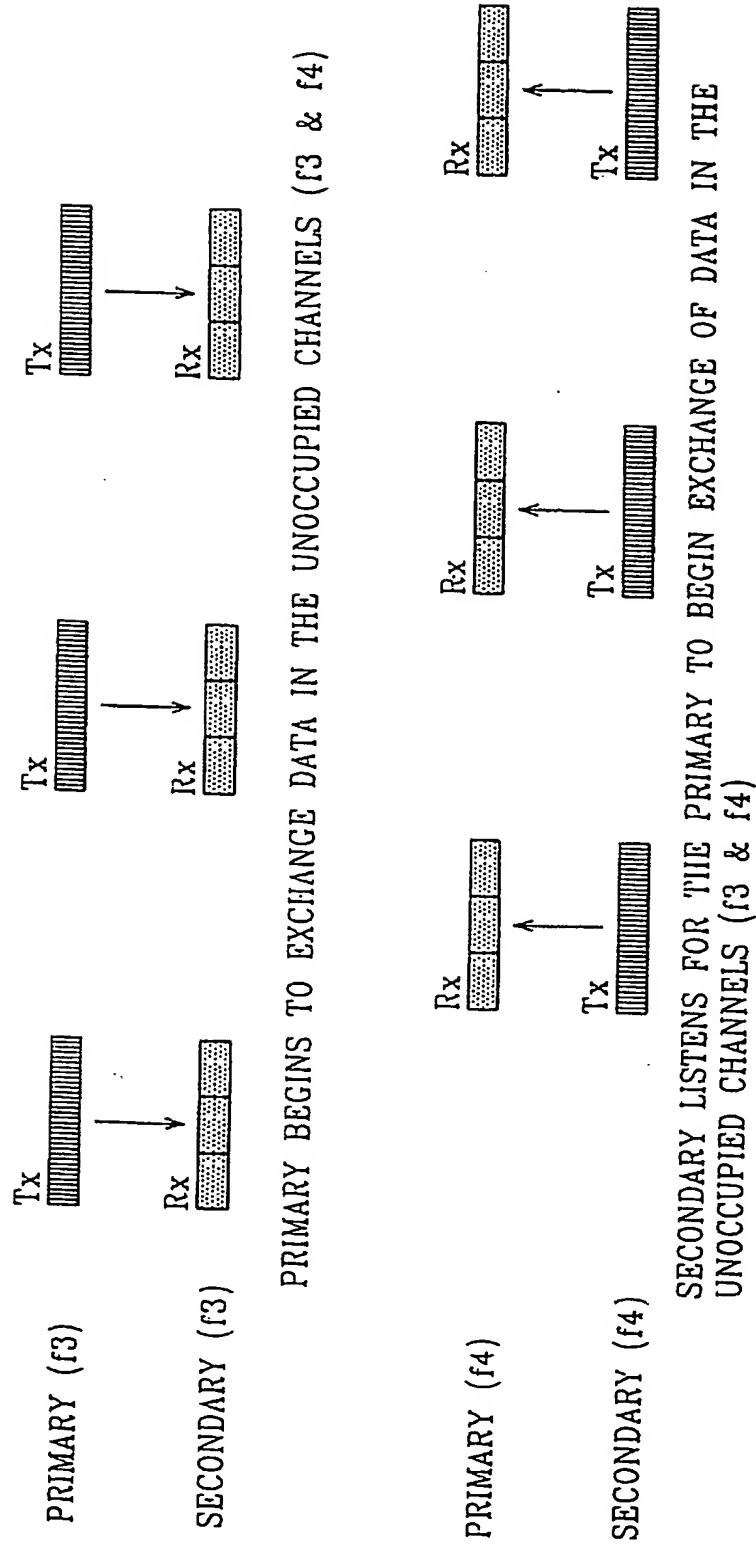 Tx Tx Tx
PRIMARY (f3)
Rx Rx Rx
SECONDARY (f3)
PRIMARY BEGINS TO EXCHANGE DATA IN THE UNOCCUPIED CHANNELS (f3 & f4)
Rx Rx Rx
PRIMARY (f4)
Tx Tx Tx
SECONDARY (f4)
SECONDARY LISTENS FOR THE PRIMARY TO BEGIN EXCHANGE OF DATA IN THE
UNOCCUPIED CHANNELS (f3 & f4)